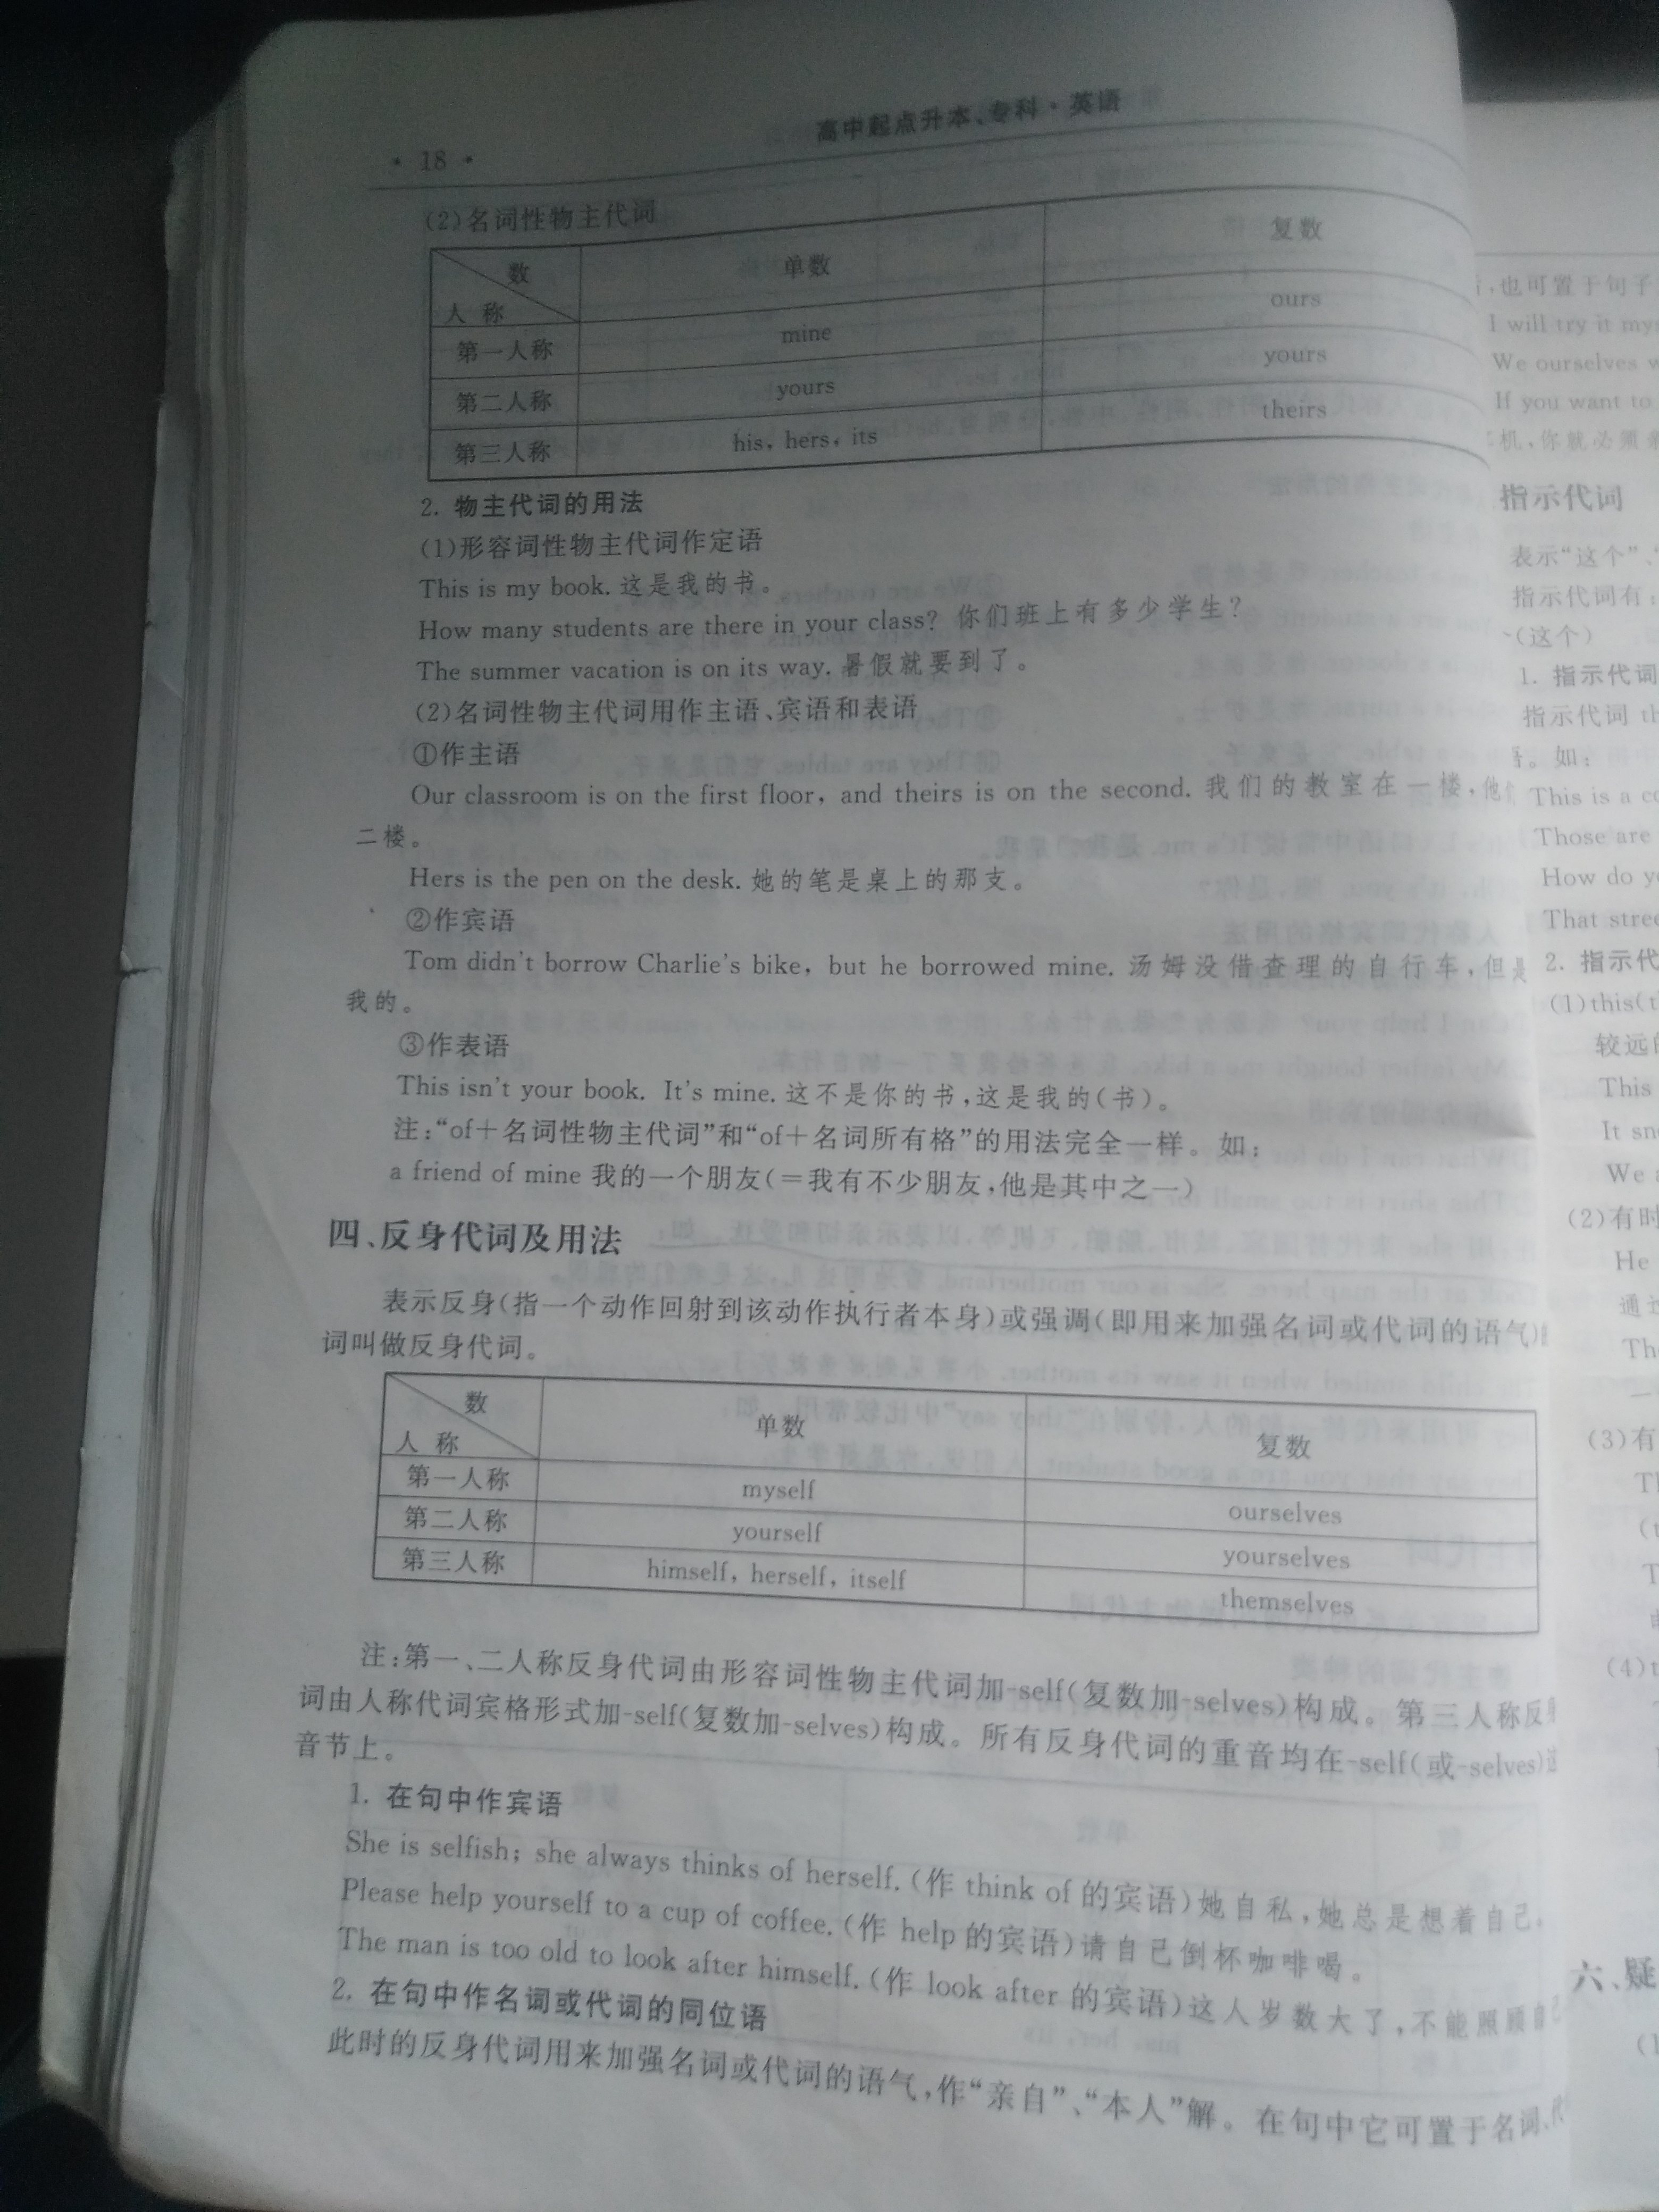 高中起点升本、专科·英语
· 18 ·
(2)名词性物主代词
数 单数 复数
人 称
第一人称 mine ours
第二人称 yours yours
第三人称 his, hers, its theirs
2. 物主代词的用法
(1)形容词性物主代词作定语
This is my book. 这是我的书。
How many students are there in your class? 你们班上有多少学生?
The summer vacation is on its way. 暑假就要到了。
(2)名词性物主代词用作主语、宾语和表语
①作主语
Our classroom is on the first floor, and theirs is on the second. 我们的教室在一楼,他
二楼。
Hers is the pen on the desk. 她的笔是桌上的那支。
②作宾语
Tom didn't borrow Charlie's bike, but he borrowed mine. 汤姆没借查理的自行车,但是
我的。
③作表语
This isn't your book. It's mine. 这不是你的书,这是我的(书)。
注:“of+名词性物主代词”和“of+名词所有格”的用法完全一样。如:
a friend of mine 我的一个朋友(=我有不少朋友,他是其中之一)
四、反身代词及用法
表示反身(指一个动作回射到该动作执行者本身)或强调(即用来加强名词或代词的语气)
词叫做反身代词。
数 单数 复数
人 称
第一人称 myself ourselves
第二人称 yourself yourselves
第三人称 himself, herself, itself themselves
注:第一、二人称反身代词由形容词性物主代词加-self(复数加-selves)构成。第三人称反
词由人称代词宾格形式加-self(复数加-selves)构成。所有反身代词的重音均在-self(或-selves)
音节上。
1. 在句中作宾语
She is selfish; she always thinks of herself. (作 think of 的宾语)她自私,她总是想着自己。
Please help yourself to a cup of coffee. (作 help 的宾语)请自己倒杯咖啡喝。
The man is too old to look after himself. (作 look after 的宾语)这人岁数大了,不能照顾自己
2. 在句中作名词或代词的同位语
此时的反身代词用来加强名词或代词的语气,作“亲自”、“本人”解。在句中它可置于名词、
,也可置于句子
I will try it my
We ourselves w
If you want to
机,你就必须亲
指示代词
表示“这个”、
指示代词有:
(这个)
1. 指示代词
指示代词 th
。如:
This is a co
Those are
How do yo
That stree
2. 指示代
(1)this(t
较远的
This
It sno
We a
(2)有时
He
通过
The
一
(3)有
Th
(t
T
(4)t
六、疑
(1